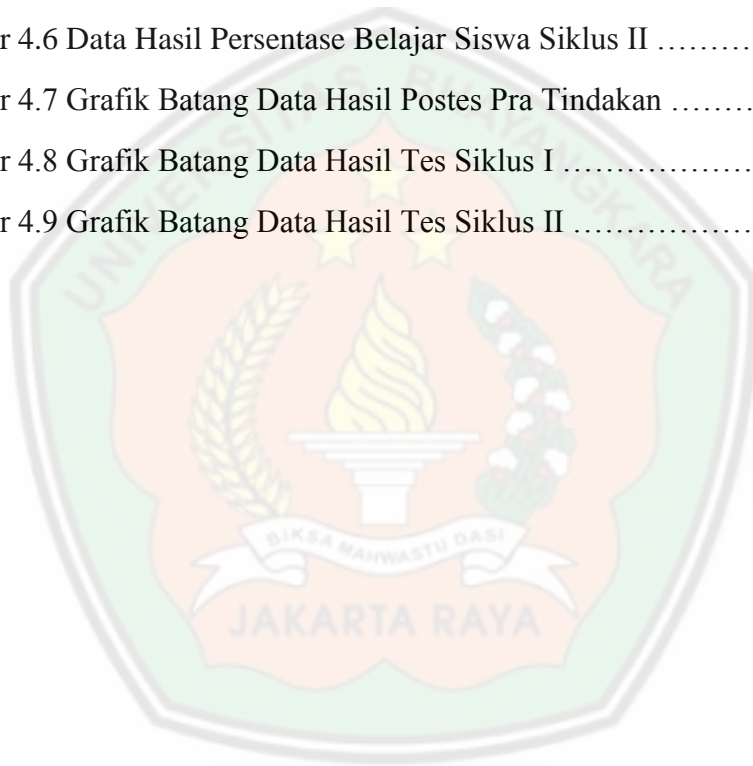 r 4.6 Data Hasil Persentase Belajar Siswa Siklus II ………
r 4.7 Grafik Batang Data Hasil Postes Pra Tindakan ………
r 4.8 Grafik Batang Data Hasil Tes Siklus I ………………
r 4.9 Grafik Batang Data Hasil Tes Siklus II ………………
UNIVERSITAS BHAYANGKARA
BIKSA MAHWASTU DASI
JAKARTA RAYA